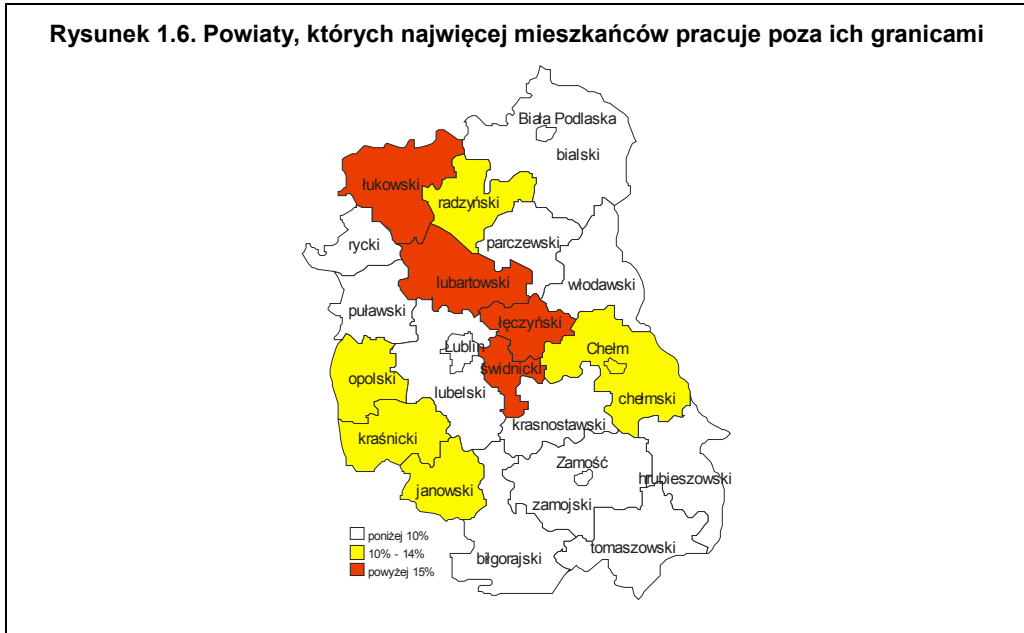 Rysunek 1.6. Powiaty, których najwięcej mieszkańców pracuje poza ich granicami
Biała Podlaska
bialski
łukowski
radzyński
rycki
parczewski
lubartowski
włodawski
puławski
łęczyński
Lublin
Chełm
świdnicki
opolski
lubelski
chełmski
krasnostawski
kraśnicki
Zamość
hrubieszowski
janowski
zamojski
poniżej 10%
10% - 14%
powyżej 15%
biłgorajski
tomaszowski